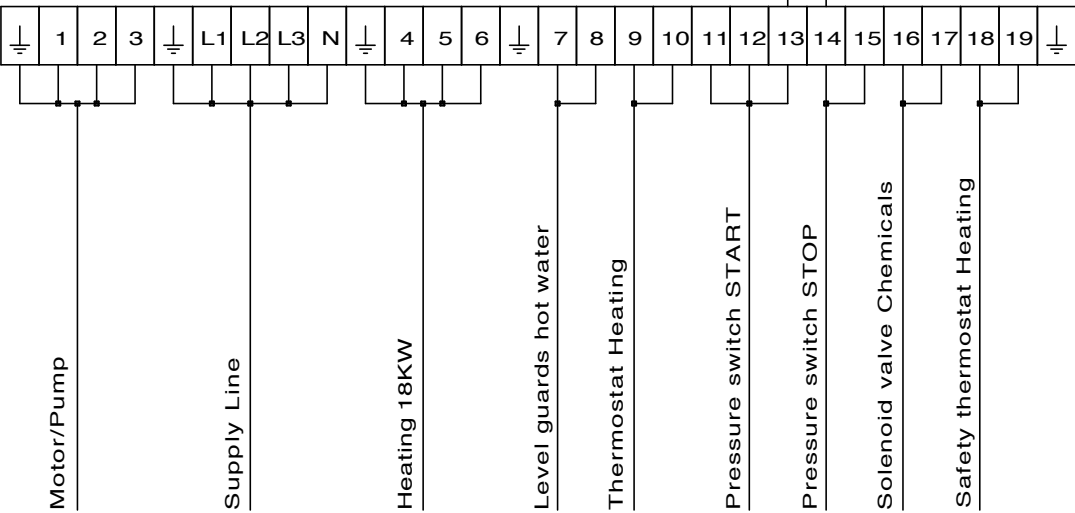 1 2 3 L1 L2 L3 N 4 5 6 7 8 9 10 11 12 13 14 15 16 17 18 19
Motor/Pump
Supply Line
Heating 18KW
Level guards hot water
Thermostat Heating
Pressure switch START
Pressure switch STOP
Solenoid valve Chemicals
Safety thermostat Heating